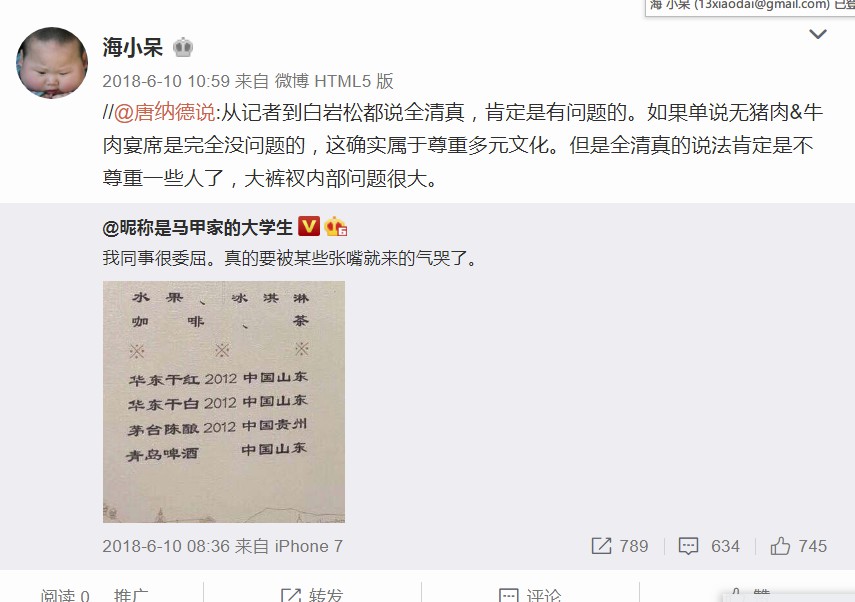 海 小呆 (13xiaodai@gmail.com) 已登
海小呆
2018-6-10 10:59 来自 微博 HTML5 版
//@唐纳德说:从记者到白岩松都说全清真，肯定是有问题的。如果单说无猪肉&牛
肉宴席是完全没问题的，这确实属于尊重多元文化。但是全清真的说法肯定是不
尊重一些人了，大裤衩内部问题很大。
@昵称是马甲家的大学生 V
我同事很委屈。真的要被某些张嘴就来的气哭了。
水果、冰淇淋
咖啡、茶
※ ※ ※
华东干红 2012 中国山东
华东干白 2012 中国山东
茅台陈酿 2012 中国贵州
青岛啤酒 中国山东
2018-6-10 08:36 来自 iPhone 7
789 634 745
阅读 0 推广 转发 评论 赞